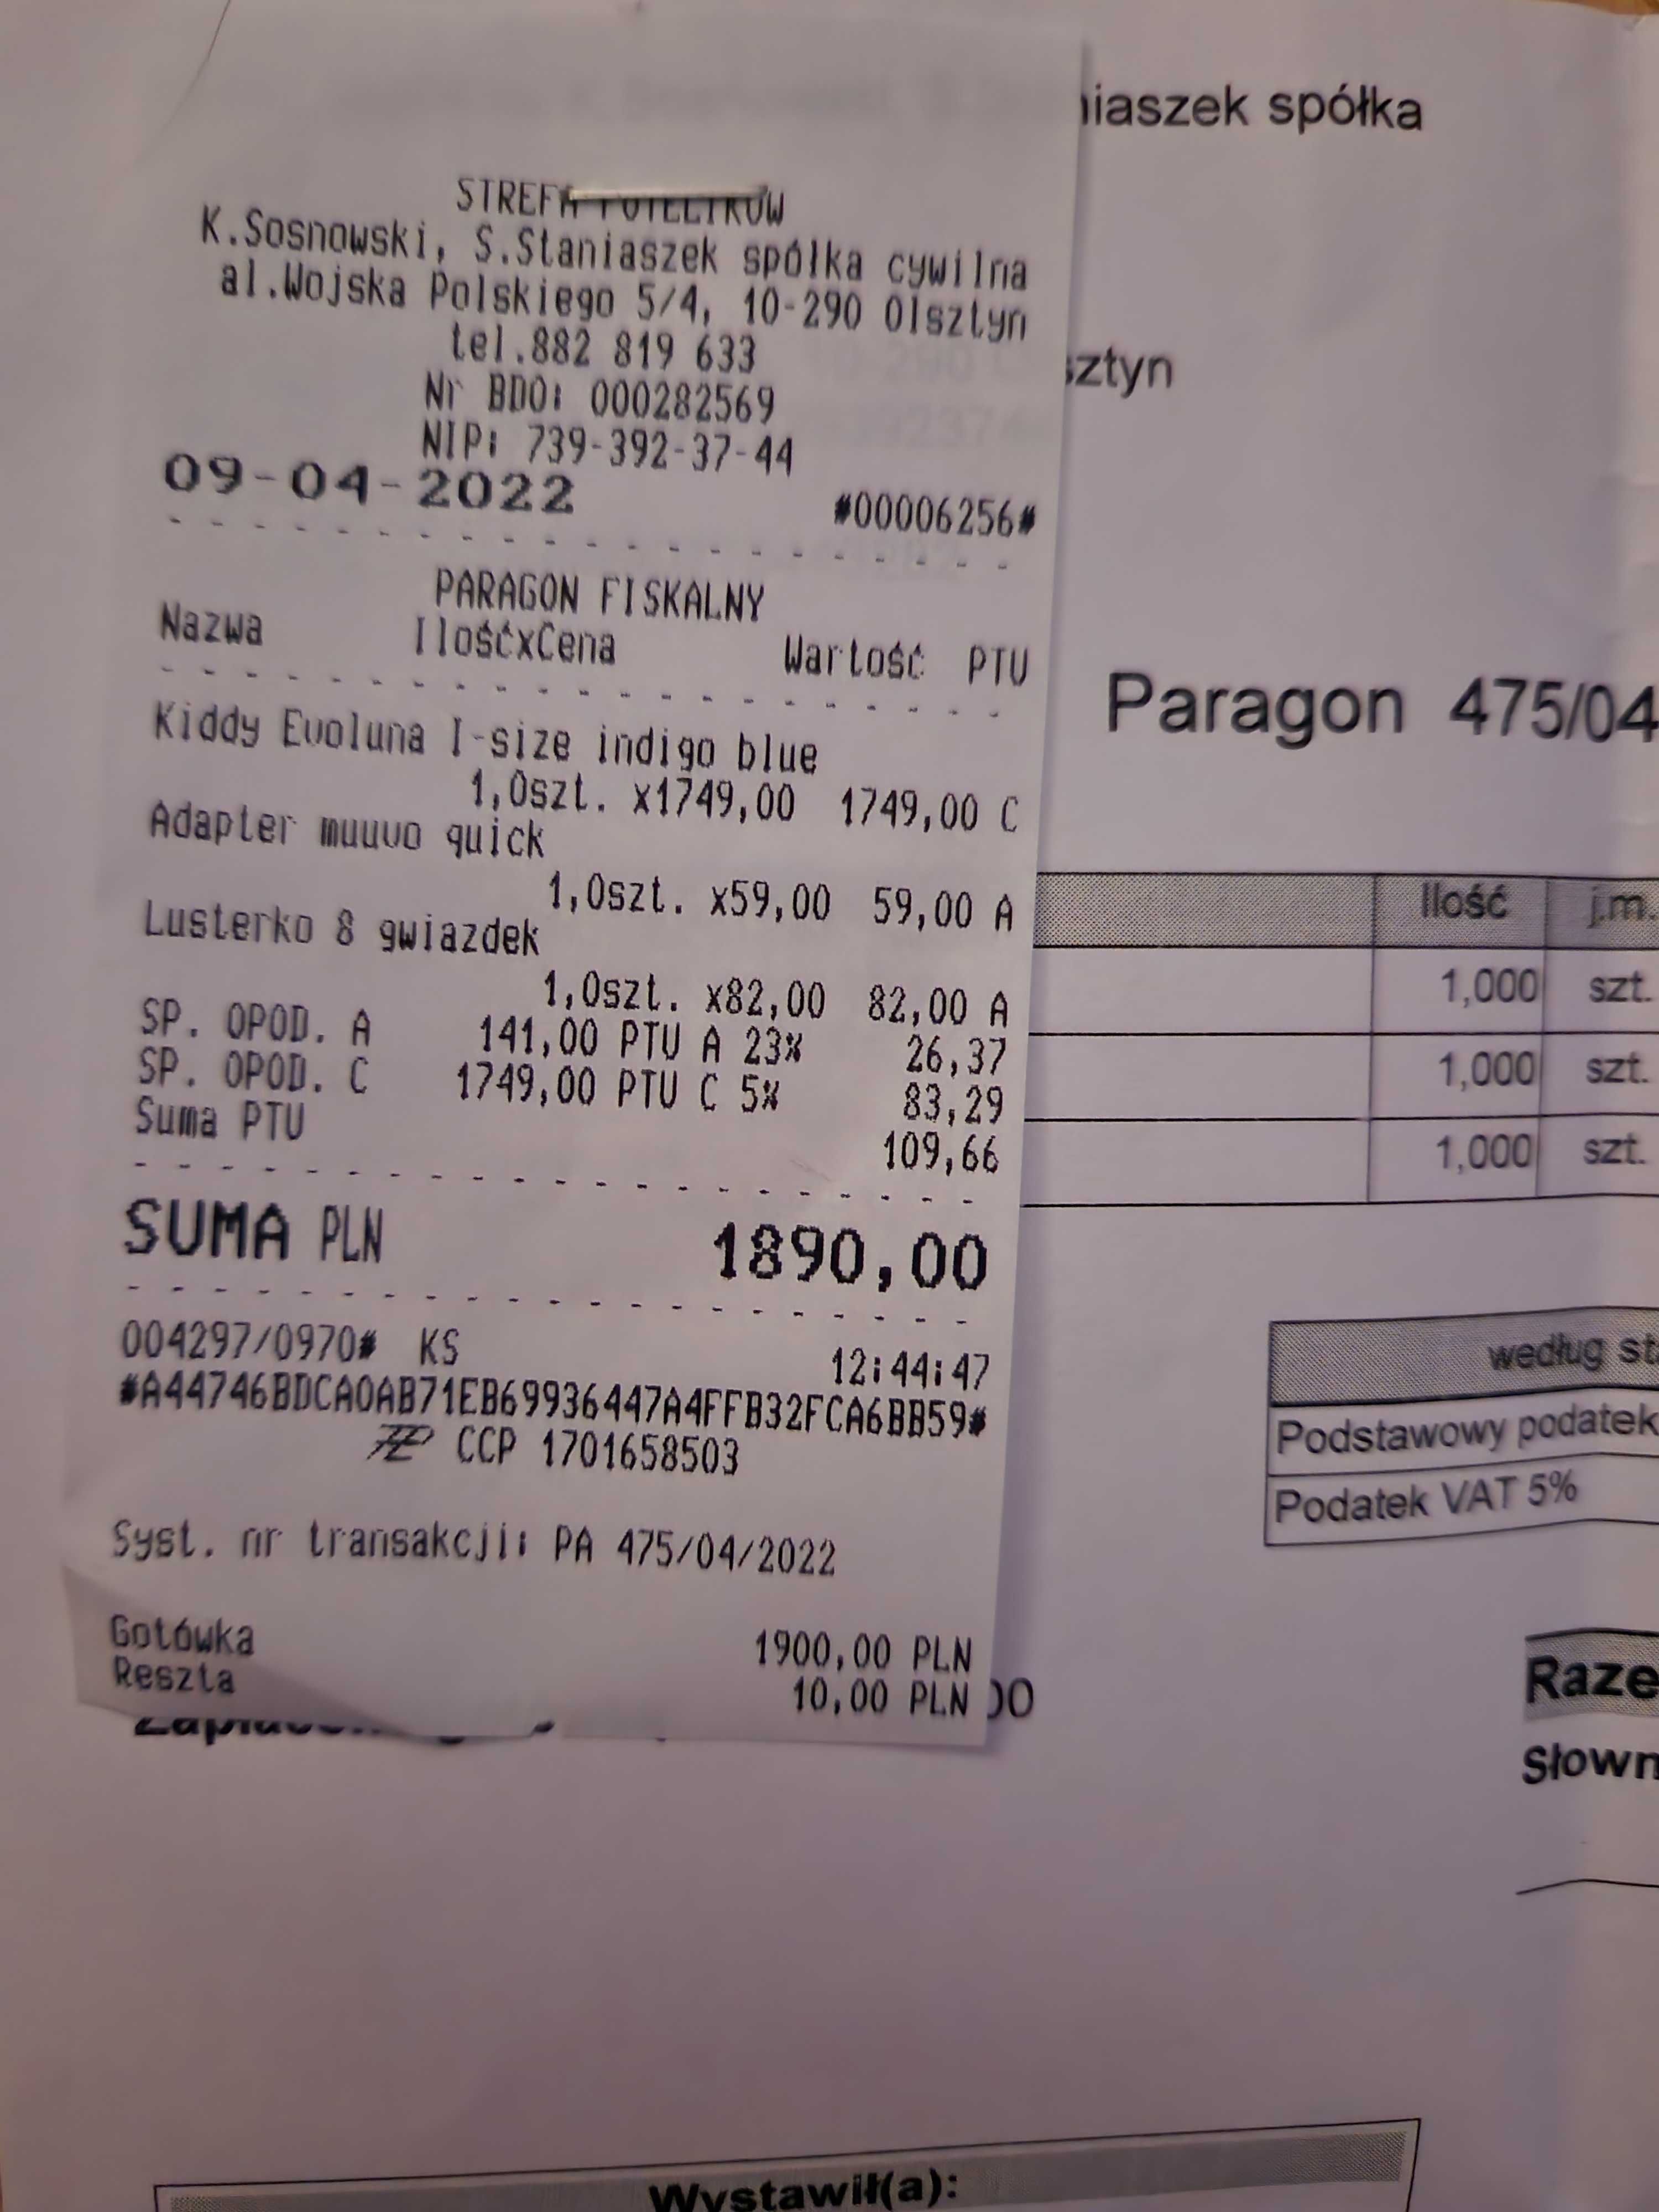 iaszek spółka
sztyn
K.Sosnowski, S.Staniaszek spółka cywilna
al.Wojska Polskiego 5/4, 10-290 Olsztyn
tel.882 819 633
Nr BDO: 000282569
NIP: 739-392-37-44
09-04-2022 #00006256#
PARAGON FISKALNY
Nazwa IlośćxCena Wartość PTU
Kiddy Evoluna I-size indigo blue
1,0szt. x1749,00 1749,00 C
Adapter muuvo quick
1,0szt. x59,00 59,00 A
Lusterko 8 gwiazdek
1,0szt. x82,00 82,00 A
SP. OPOD. A 141,00 PTU A 23% 26,37
SP. OPOD. C 1749,00 PTU C 5% 83,29
Suma PTU 109,66
SUMA PLN 1890,00
004297/0970# KS 12:44:47
#A44746BDCA0AB71EB69936447A4FFB32FCA6BB59#
CCP 1701658503
Syst. nr transakcji: PA 475/04/2022
Gotówka 1900,00 PLN
Reszta 10,00 PLN
Paragon 475/04
Ilość j.m.
1,000 szt.
1,000 szt.
1,000 szt.
według st
Podstawowy podatek
Podatek VAT 5%
Raze
Słown
Wystawił(a):